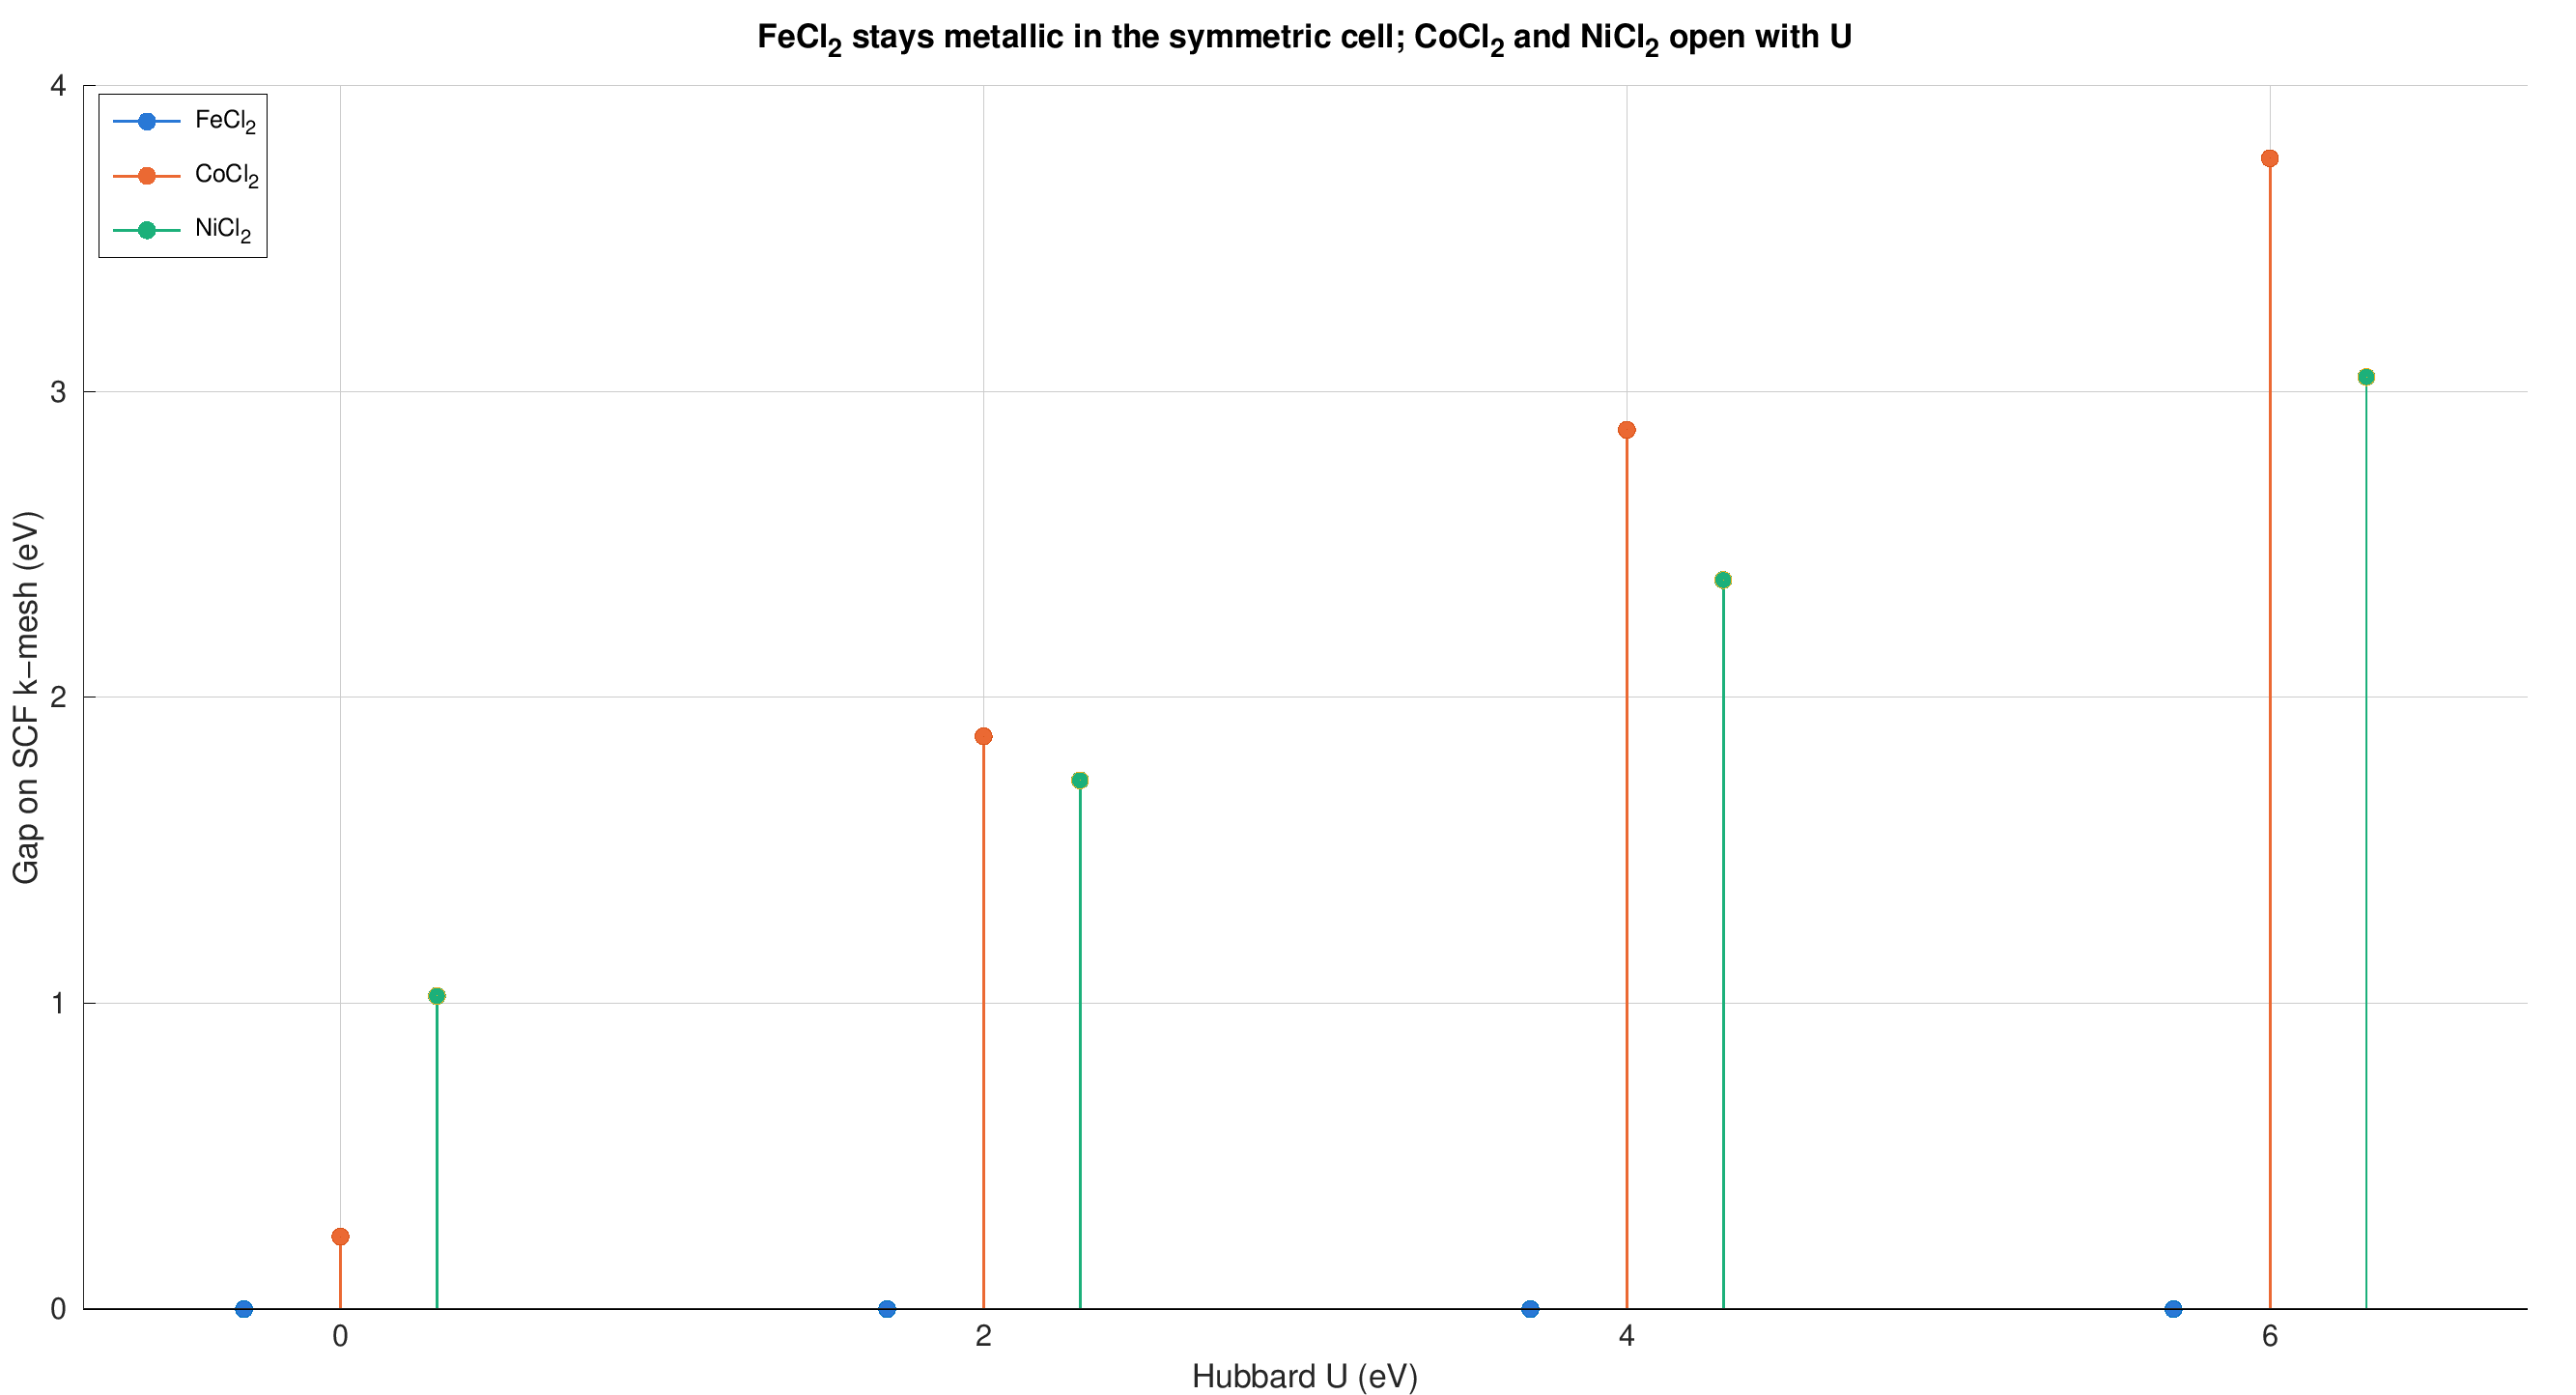 FeCl₂ stays metallic in the symmetric cell; CoCl₂ and NiCl₂ open with U
FeCl₂
CoCl₂
NiCl₂
4
3
2
1
0
Gap on SCF k−mesh (eV)
0 2 4 6
Hubbard U (eV)